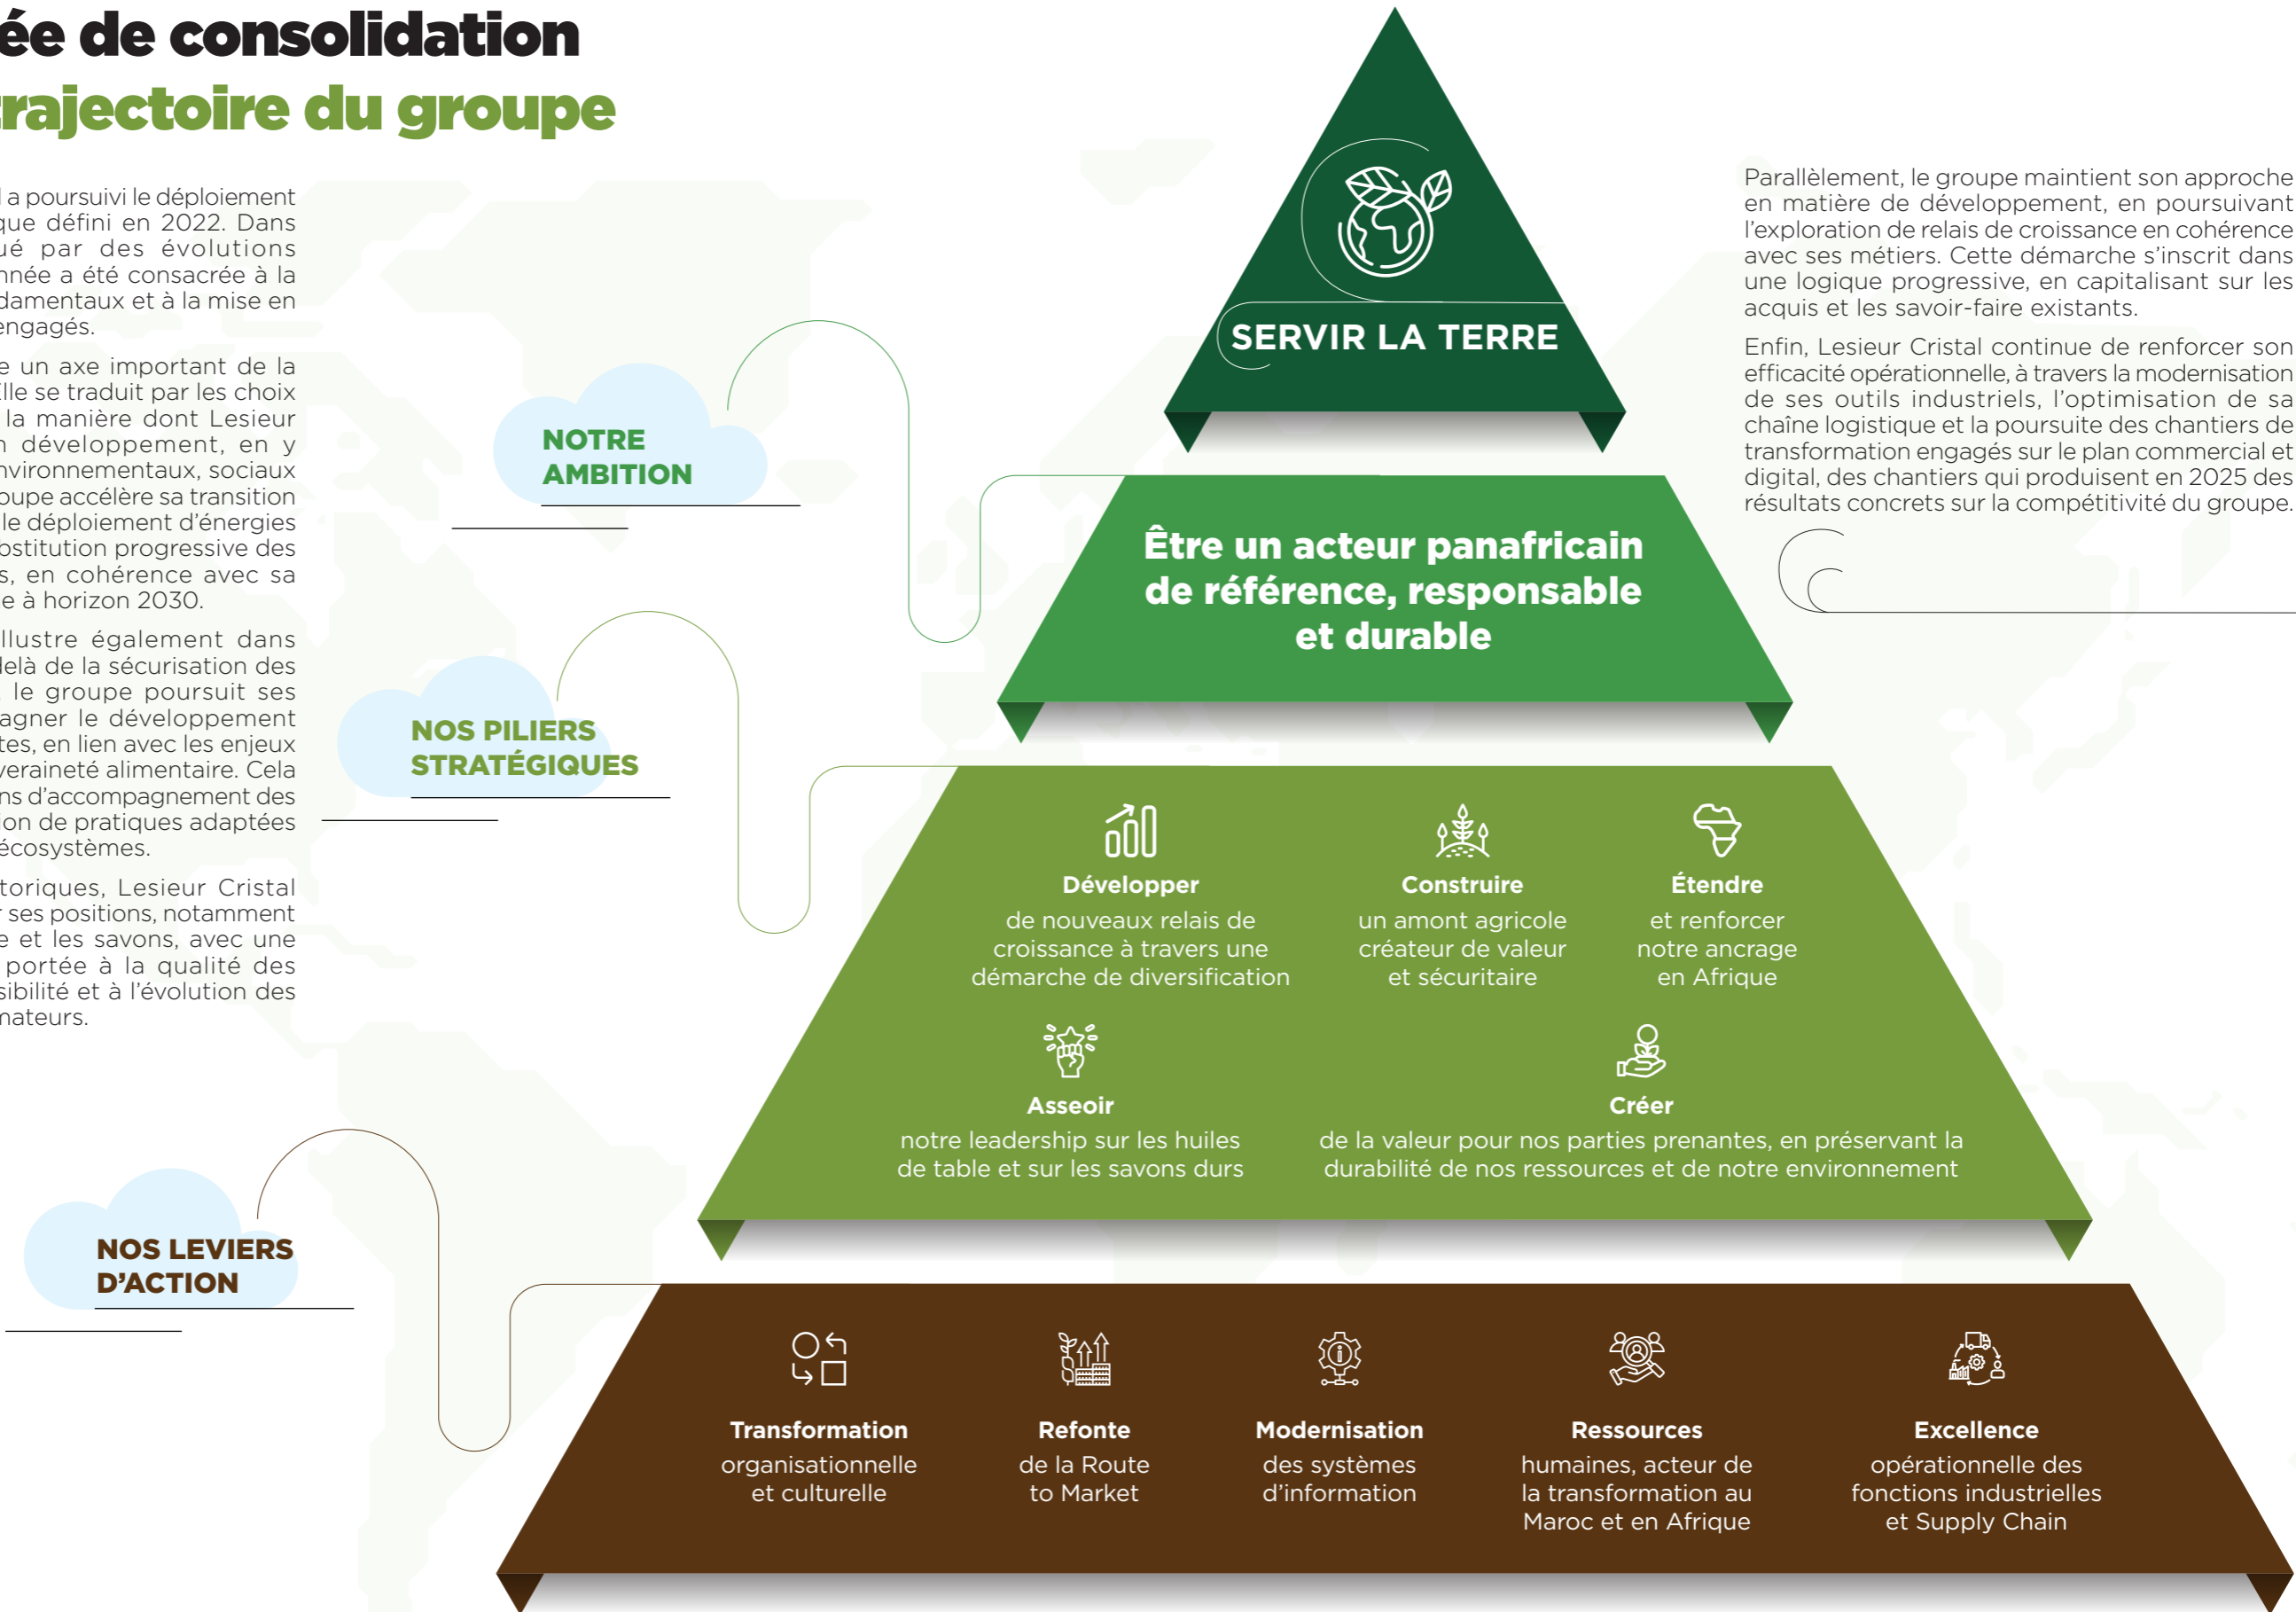 ée de consolidation
trajectoire du groupe
l a poursuivi le déploiement
que défini en 2022. Dans
ué par des évolutions
nnée a été consacrée à la
damentaux et à la mise en
engagés.
e un axe important de la
Elle se traduit par les choix
la manière dont Lesieur
n développement, en y
nvironnementaux, sociaux
oupe accélère sa transition
le déploiement d'énergies
bstitution progressive des
s, en cohérence avec sa
e à horizon 2030.
llustre également dans
delà de la sécurisation des
le groupe poursuit ses
agner le développement
tes, en lien avec les enjeux
veraineté alimentaire. Cela
ns d'accompagnement des
ion de pratiques adaptées
écosystèmes.
toriques, Lesieur Cristal
r ses positions, notamment
e et les savons, avec une
portée à la qualité des
sibilité et à l'évolution des
mateurs.
SERVIR LA TERRE
NOTRE
AMBITION
Être un acteur panafricain
de référence, responsable
et durable
NOS PILIERS
STRATÉGIQUES
Développer
de nouveaux relais de
croissance à travers une
démarche de diversification
Construire
un amont agricole
créateur de valeur
et sécuritaire
Étendre
et renforcer
notre ancrage
en Afrique
Asseoir
notre leadership sur les huiles
de table et sur les savons durs
Créer
de la valeur pour nos parties prenantes, en préservant la
durabilité de nos ressources et de notre environnement
NOS LEVIERS
D'ACTION
Transformation
organisationnelle
et culturelle
Refonte
de la Route
to Market
Modernisation
des systèmes
d'information
Ressources
humaines, acteur de
la transformation au
Maroc et en Afrique
Excellence
opérationnelle des
fonctions industrielles
et Supply Chain
Parallèlement, le groupe maintient son approche
en matière de développement, en poursuivant
l'exploration de relais de croissance en cohérence
avec ses métiers. Cette démarche s'inscrit dans
une logique progressive, en capitalisant sur les
acquis et les savoir-faire existants.
Enfin, Lesieur Cristal continue de renforcer son
efficacité opérationnelle, à travers la modernisation
de ses outils industriels, l'optimisation de sa
chaîne logistique et la poursuite des chantiers de
transformation engagés sur le plan commercial et
digital, des chantiers qui produisent en 2025 des
résultats concrets sur la compétitivité du groupe.